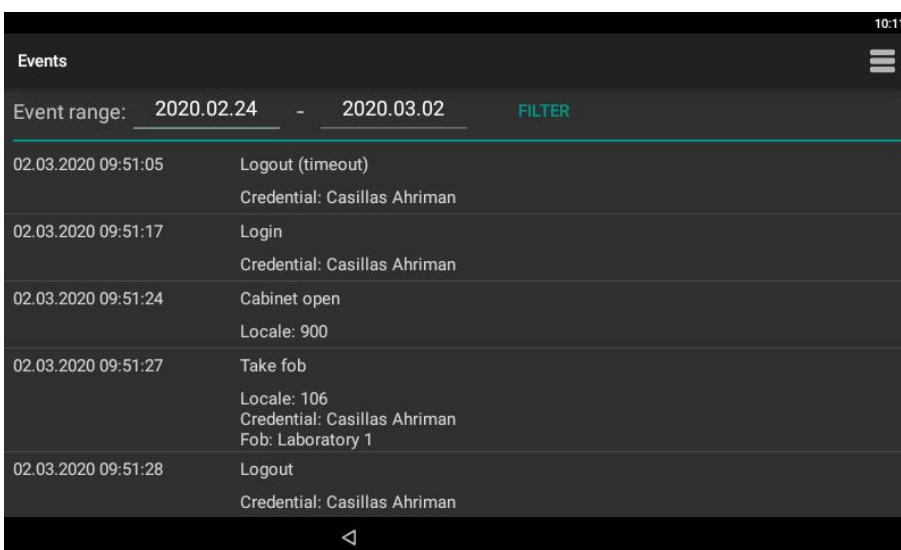 10:11
Events
Event range: 2020.02.24 - 2020.03.02 FILTER
02.03.2020 09:51:05 Logout (timeout)
Credential: Casillas Ahriman
02.03.2020 09:51:17 Login
Credential: Casillas Ahriman
02.03.2020 09:51:24 Cabinet open
Locale: 900
02.03.2020 09:51:27 Take fob
Locale: 106
Credential: Casillas Ahriman
Fob: Laboratory 1
02.03.2020 09:51:28 Logout
Credential: Casillas Ahriman